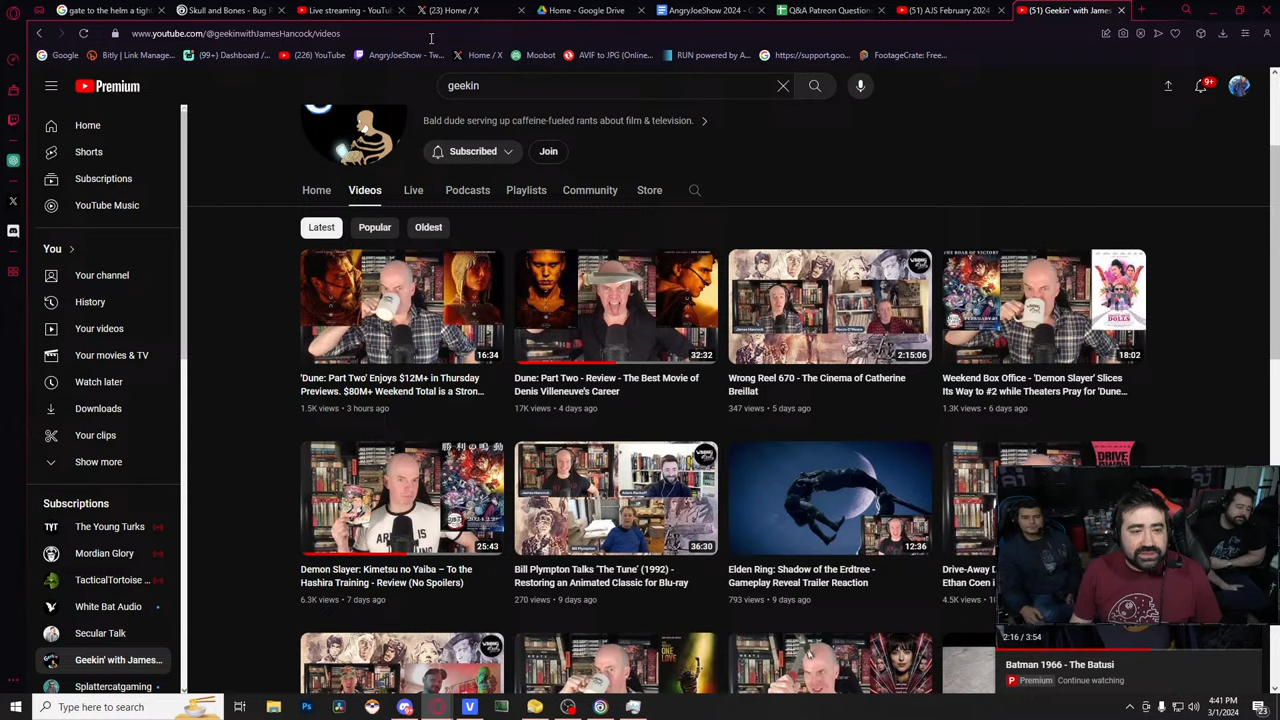 gate to the helm a tight
Skull and Bones - Bug R
Live streaming - YouTub
(23) Home / X
Home - Google Drive
AngryJoeShow - 2024 - G
Q&A Patreon Question
(51) AJS February 2024
(51) Geekin' with James
www.youtube.com/@geekinwithJamesHancock/videos
Google
Bitly | Link Manage...
(99+) Dashboard /...
(226) YouTube
AngryJoeShow - Tw...
Home / X
Moobot
AVIF to JPG (Onlin...
RUN powered by A...
https://support.goo...
FootageCrate: Free...
Premium
geekin
9+
Bald dude serving up caffeine-fueled rants about film & television.
Subscribed
Join
Home
Videos
Live
Podcasts
Playlists
Community
Store
Latest
Popular
Oldest
Home
Shorts
Subscriptions
YouTube Music
You
Your channel
History
Your videos
Your movies & TV
Watch later
Downloads
Your clips
Show more
Subscriptions
The Young Turks
Mordian Glory
TacticalTortoise ...
White Bat Audio
Secular Talk
Geekin' with James...
Splattercatgaming
16:34
'Dune: Part Two' Enjoys $12M+ in Thursday
Previews. $80M+ Weekend Total is a Stron...
1.5K views • 3 hours ago
32:32
Dune: Part Two - Review - The Best Movie of
Denis Villeneuve's Career
17K views • 4 days ago
2:15:06
Wrong Reel 670 - The Cinema of Catherine
Breillat
347 views • 5 days ago
18:02
Weekend Box Office - 'Demon Slayer' Slices
Its Way to #2 while Theaters Pray for 'Dune...
1.3K views • 6 days ago
25:43
Demon Slayer: Kimetsu no Yaiba – To the
Hashira Training - Review (No Spoilers)
6.3K views • 7 days ago
36:30
Bill Plympton Talks 'The Tune' (1992) -
Restoring an Animated Classic for Blu-ray
270 views • 9 days ago
12:36
Elden Ring: Shadow of the Erdtree -
Gameplay Reveal Trailer Reaction
793 views • 9 days ago
DRIVE
Drive-Away D
Ethan Coen i
4.5K views
2:16 / 3:54
Batman 1966 - The Batusi
Premium Continue watching
Type here to search
4:41 PM
3/1/2024
23